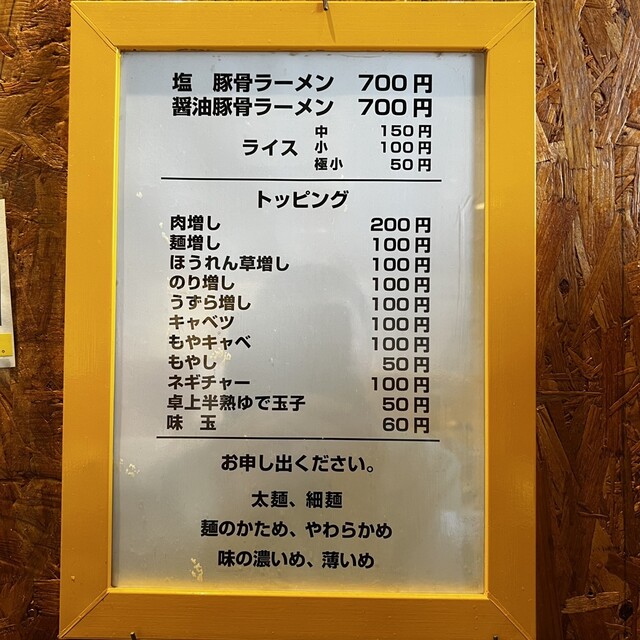 塩　豚骨ラーメン 700円
醤油豚骨ラーメン 700円
ライス 中 150円
小 100円
極小 50円
トッピング
肉増し 200円
麺増し 100円
ほうれん草増し 100円
のり増し 100円
うずら増し 100円
キャベツ 100円
もやキャベ 100円
もやし 50円
ネギチャー 100円
卓上半熟ゆで玉子 50円
味　玉 60円
お申し出ください。
太麺、細麺
麺のかため、やわらかめ
味の濃いめ、薄いめ